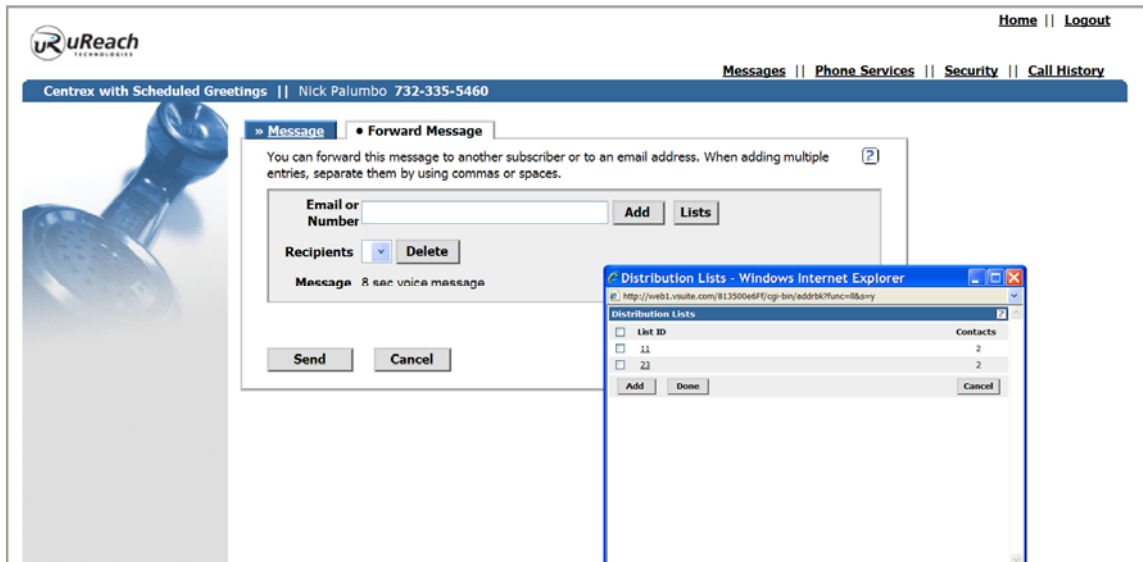 Home || Logout
uR uReach
TECHNOLOGIES
Messages || Phone Services || Security || Call History
Centrex with Scheduled Greetings || Nick Palumbo 732-335-5460
» Message • Forward Message
You can forward this message to another subscriber or to an email address. When adding multiple [?]
entries, separate them by using commas or spaces.
Email or
Number Add Lists
Recipients Delete
Message 8 sec voice message
Send Cancel
Distribution Lists - Windows Internet Explorer
http://web1.vsuite.com/813500e6Ff/cgi-bin/addrbk?func=ll&s=y
Distribution Lists ?
List ID Contacts
11 2
23 2
Add Done Cancel